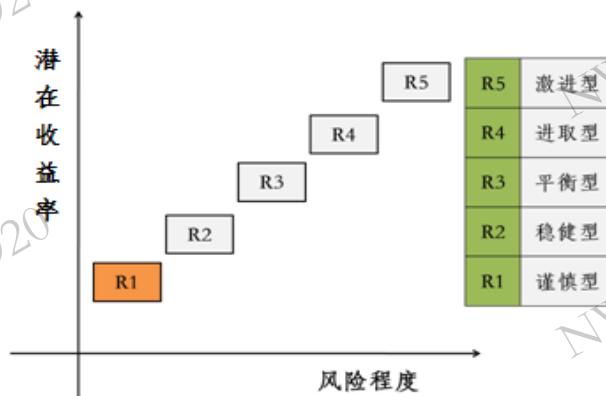 潜在收益率
R5
R4
R3
R2
R1
风险程度
R5 激进型
R4 进取型
R3 平衡型
R2 稳健型
R1 谨慎型